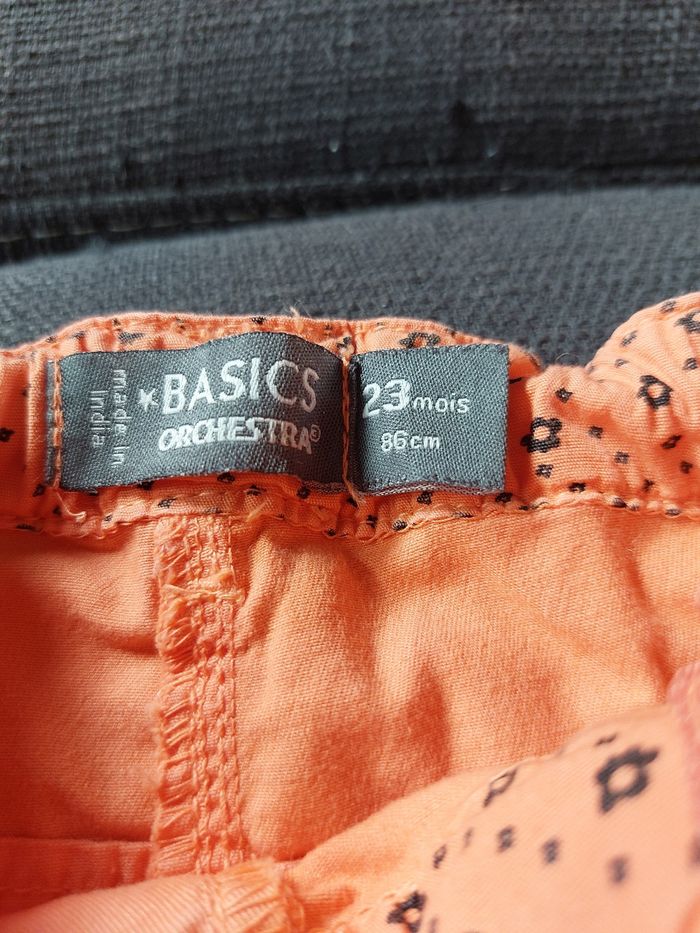 made in
India
★BASICS
ORCHESTRA®
23 mois
86cm